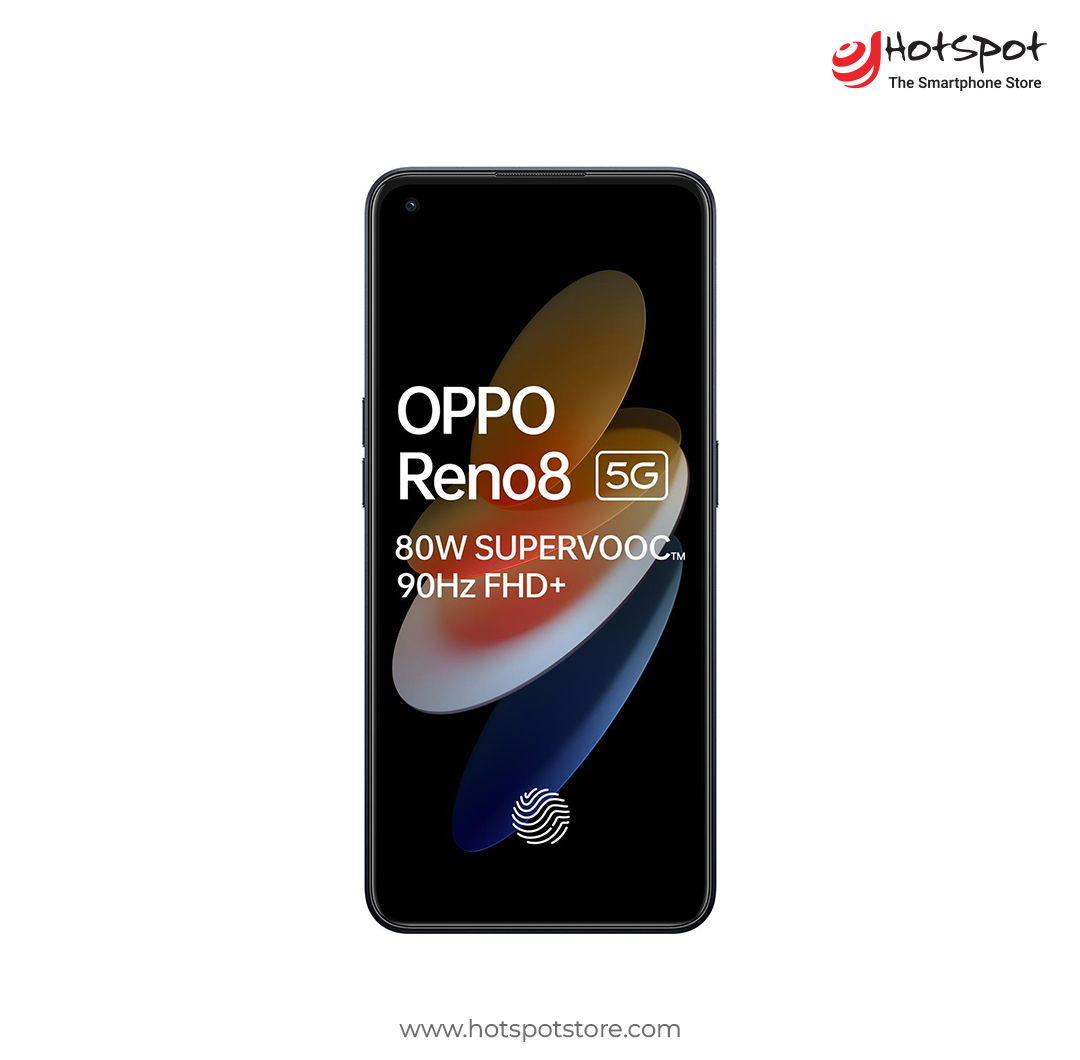 HOTSPOT
The Smartphone Store
OPPO
Reno8 5G
80W SUPERVOOC™
90Hz FHD+
www.hotspotstore.com